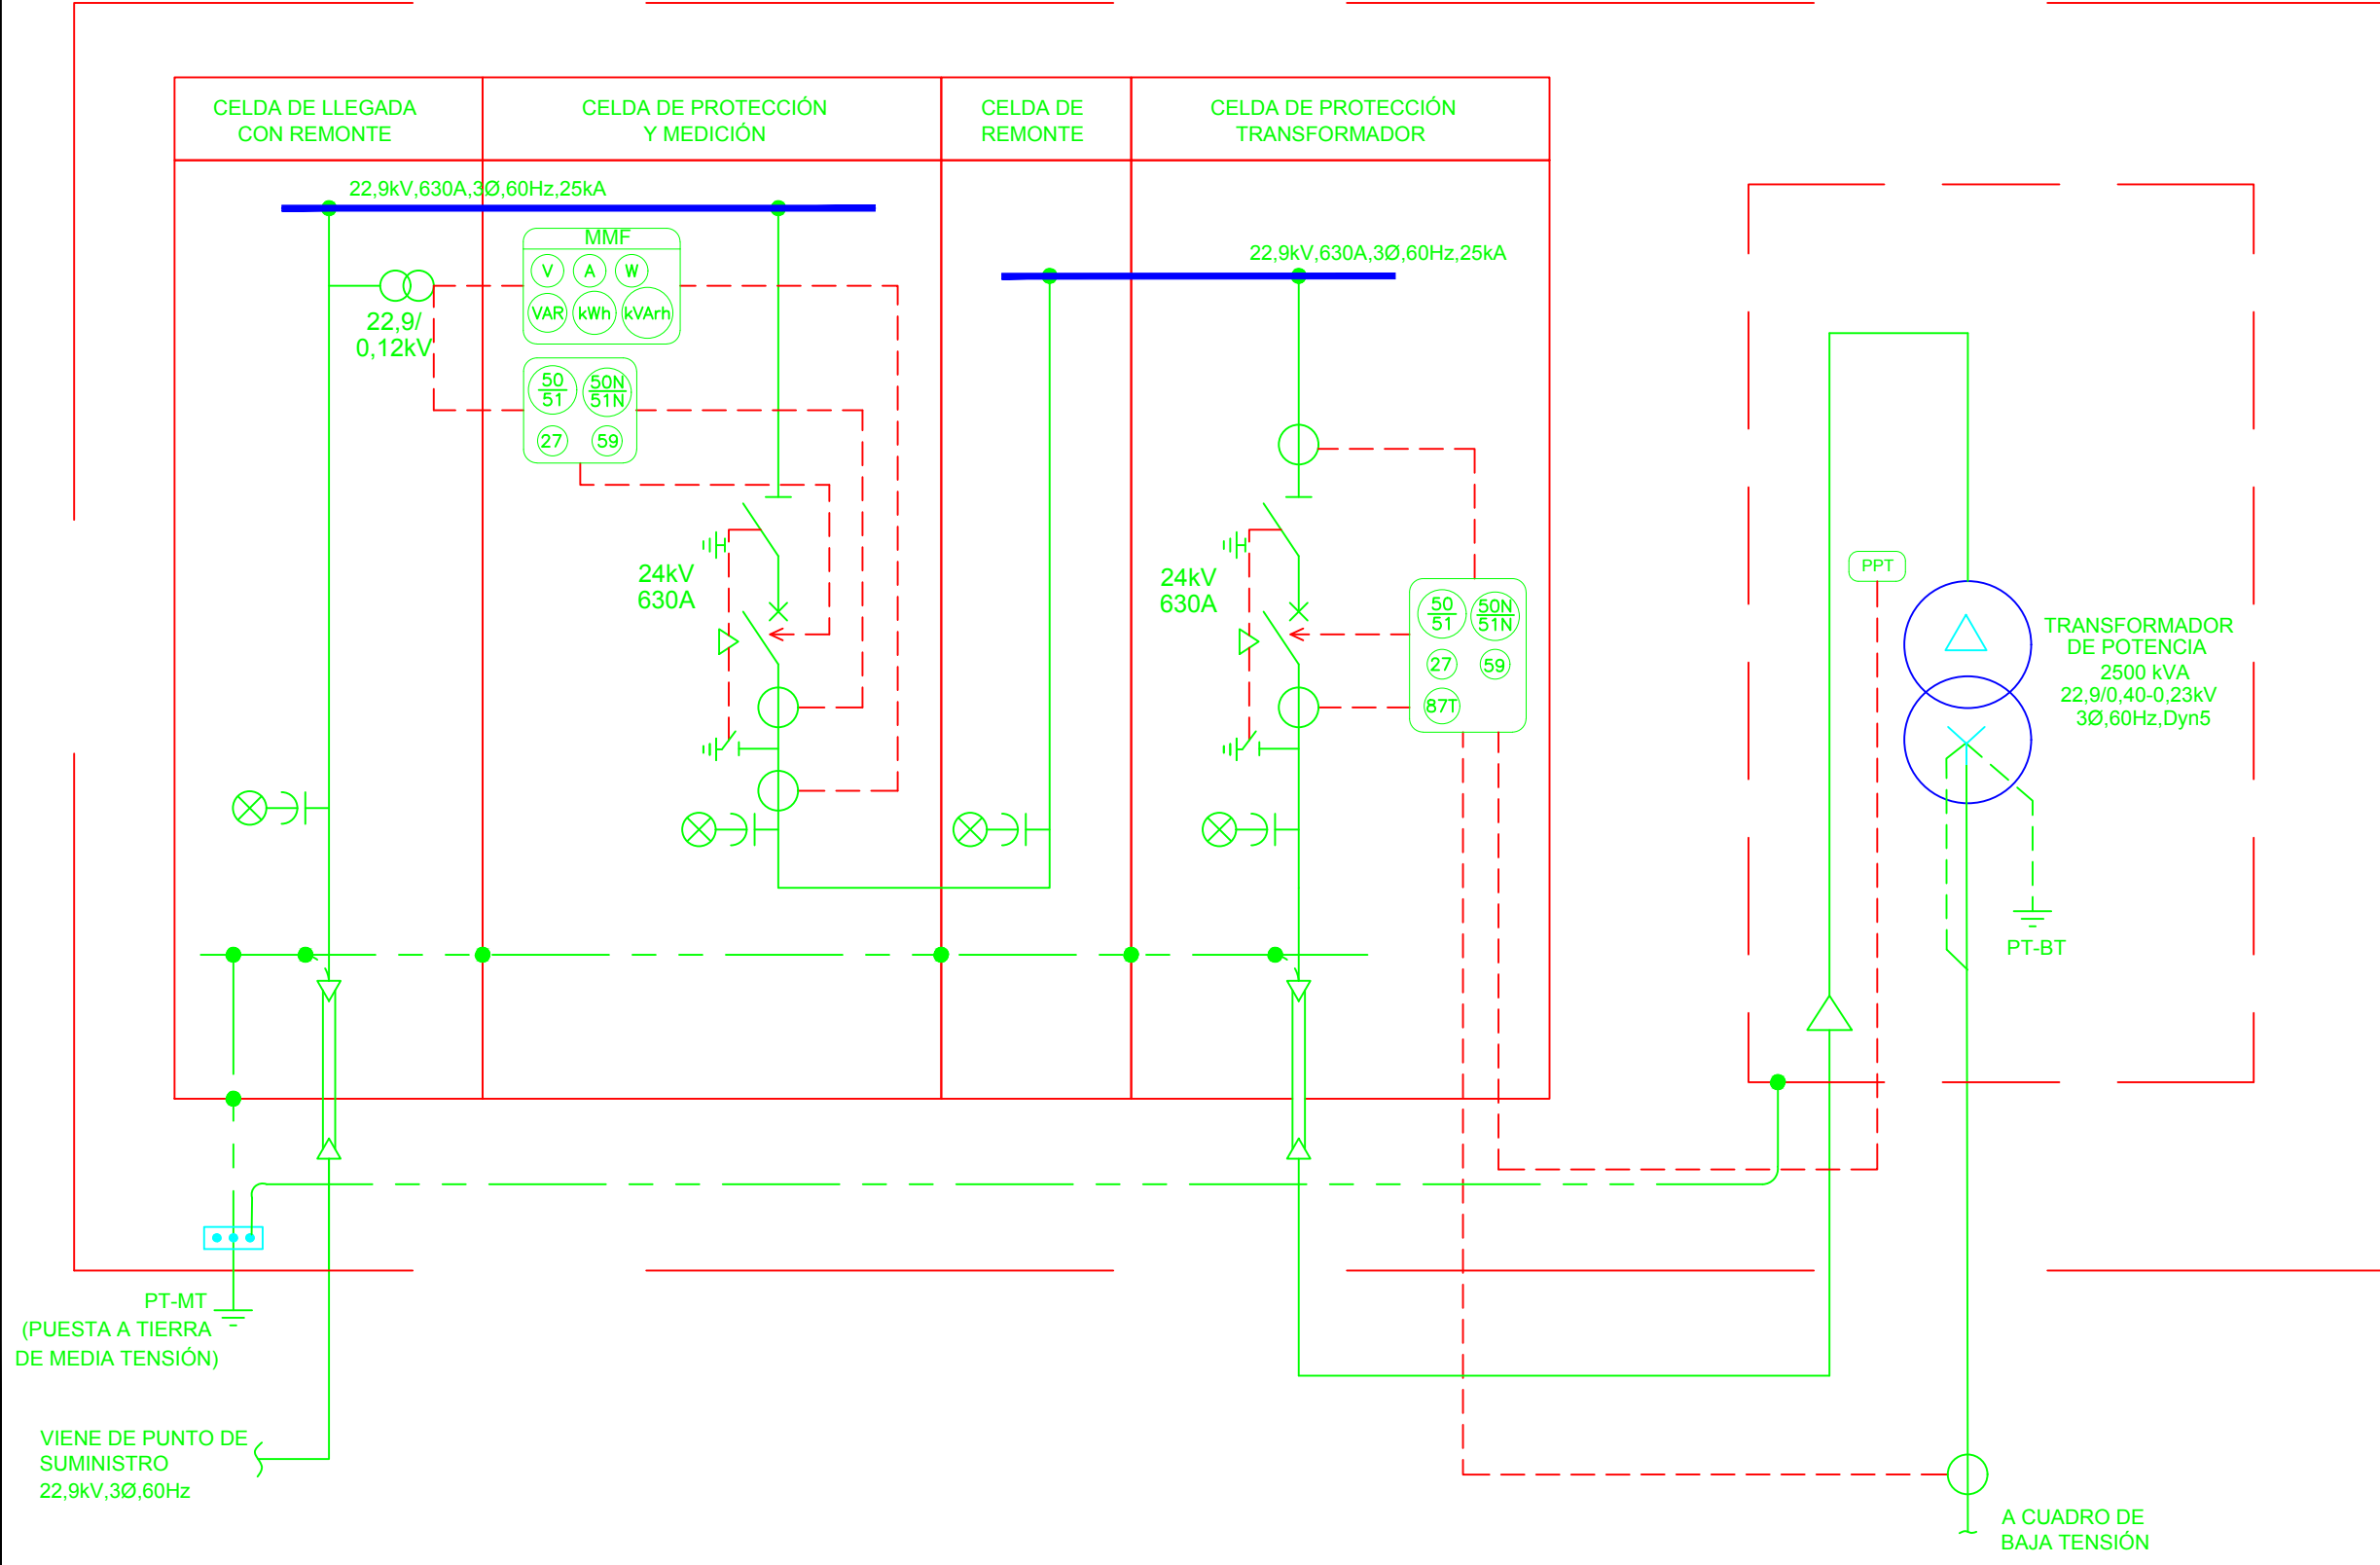 CELDA DE LLEGADA
CON REMONTE
CELDA DE PROTECCIÓN
Y MEDICIÓN
CELDA DE
REMONTE
CELDA DE PROTECCIÓN
TRANSFORMADOR
22,9kV,630A,3Ø,60Hz,25kA
MMF
V A W
VAR kWh kVArh
22,9/
0,12kV
50 50N
51 51N
27 59
24kV
630A
22,9kV,630A,3Ø,60Hz,25kA
24kV
630A
50 50N
51 51N
27 59
87T
PPT
TRANSFORMADOR
DE POTENCIA
2500 kVA
22,9/0,40-0,23kV
3Ø,60Hz,Dyn5
PT-BT
PT-MT
(PUESTA A TIERRA
DE MEDIA TENSIÓN)
VIENE DE PUNTO DE
SUMINISTRO
22,9kV,3Ø,60Hz
A CUADRO DE
BAJA TENSIÓN